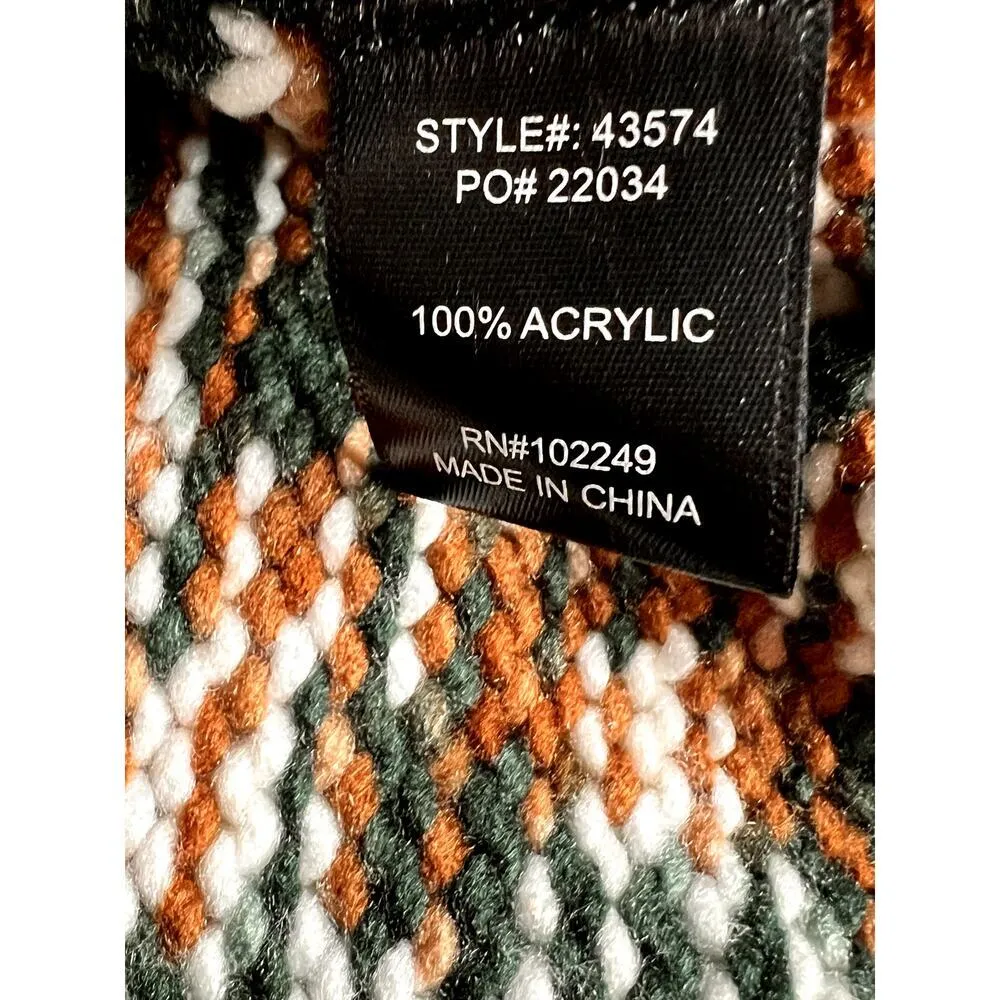 STYLE#: 43574
PO# 22034
100% ACRYLIC
RN#102249
MADE IN CHINA